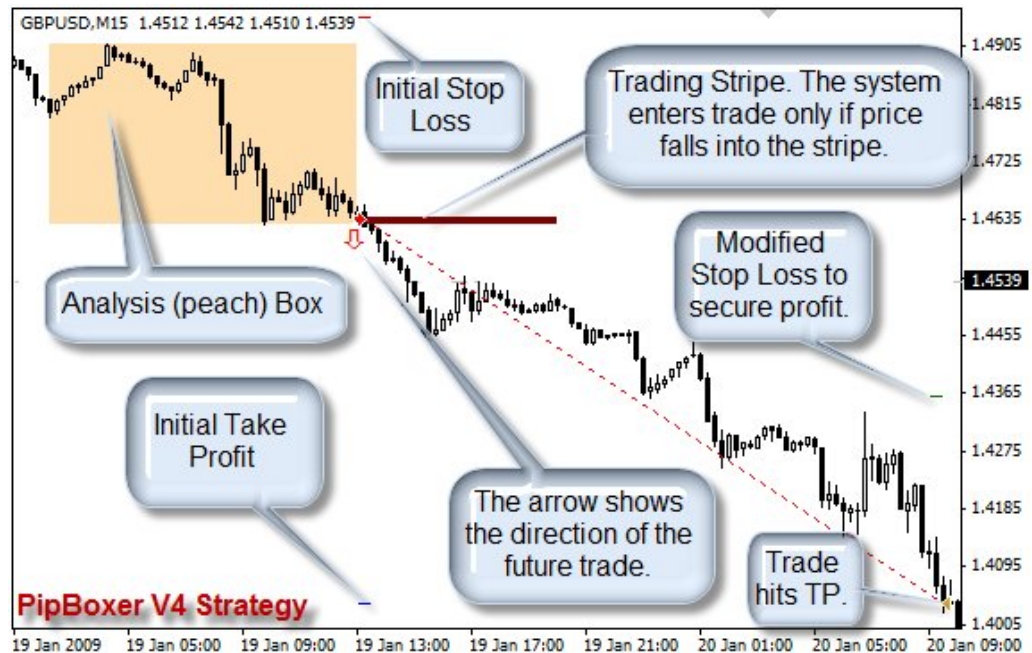 GBPUSD,M15 1.4512 1.4542 1.4510 1.4539
Initial Stop
Loss
Trading Stripe. The system
enters trade only if price
falls into the stripe.
Analysis (peach) Box
Modified
Stop Loss to
secure profit.
Initial Take
Profit
The arrow shows
the direction of the
future trade.
Trade
hits TP.
PipBoxer V4 Strategy
1.4905
1.4815
1.4725
1.4635
1.4539
1.4455
1.4365
1.4275
1.4185
1.4095
1.4005
19 Jan 2009 19 Jan 05:00 19 Jan 09:00 19 Jan 13:00 19 Jan 17:00 19 Jan 21:00 20 Jan 01:00 20 Jan 05:00 20 Jan 09:00